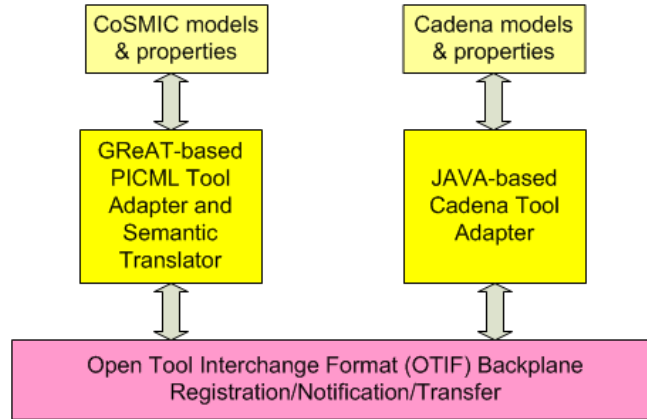 CoSMIC models
& properties
Cadena models
& properties
GReAT-based
PICML Tool
Adapter and
Semantic
Translator
JAVA-based
Cadena Tool
Adapter
Open Tool Interchange Format (OTIF) Backplane
Registration/Notification/Transfer